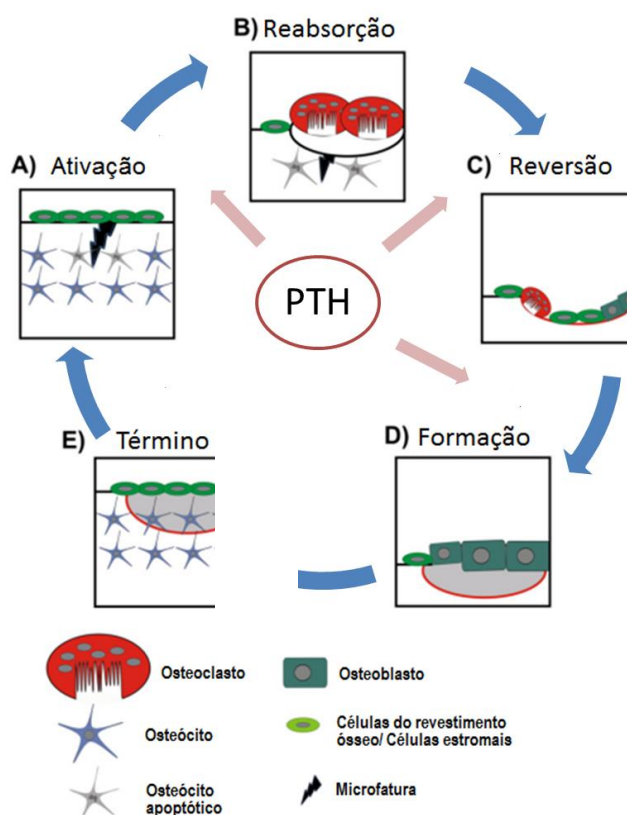 B) Reabsorção
A) Ativação
C) Reversão
PTH
E) Término
D) Formação
Osteoclasto
Osteoblasto
Osteócito
Células do revestimento
ósseo/ Células estromais
Osteócito
apoptótico
Microfatura